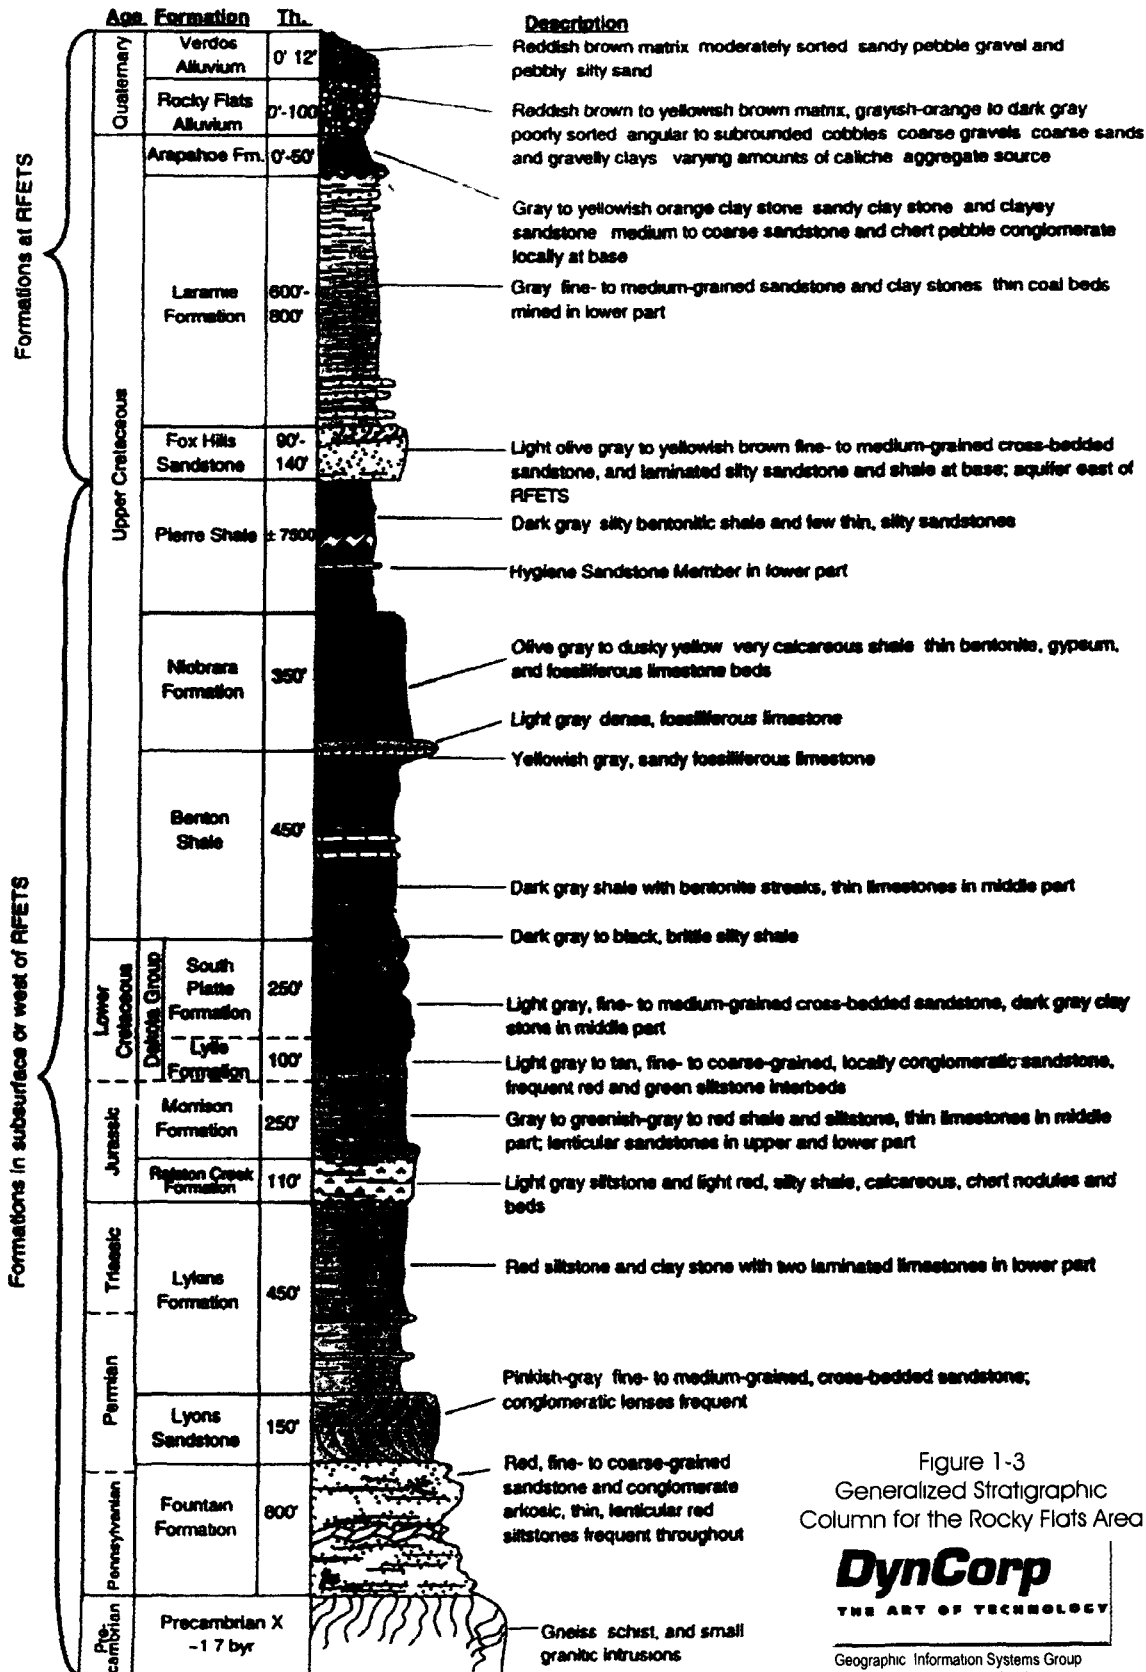 Age Formation Th.
Description
Formations at RFETS
Formations in subsurface or west of RFETS
Quaternary
Upper Cretaceous
Lower
Cretaceous
Dakota Group
Jurassic
Triassic
Permian
Pennsylvanian
Pre-
cambrian
Verdos
Alluvium
0' 12'
Reddish brown matrix moderately sorted sandy pebble gravel and
pebbly silty sand
Rocky Flats
Alluvium
0'-100'
Reddish brown to yellowish brown matrix, grayish-orange to dark gray
poorly sorted angular to subrounded cobbles coarse gravels coarse sands
and gravelly clays varying amounts of caliche aggregate source
Arapahoe Fm.
0'-50'
Gray to yellowish orange clay stone sandy clay stone and clayey
sandstone medium to coarse sandstone and chert pebble conglomerate
locally at base
Laramie
Formation
600'-
800'
Gray fine- to medium-grained sandstone and clay stones thin coal beds
mined in lower part
Fox Hills
Sandstone
90'-
140'
Light olive gray to yellowish brown fine- to medium-grained cross-bedded
sandstone, and laminated silty sandstone and shale at base; aquifer east of
RFETS
Pierre Shale
± 7500
Dark gray silty bentonitic shale and few thin, silty sandstones
Hygiene Sandstone Member in lower part
Niobrara
Formation
350'
Olive gray to dusky yellow very calcareous shale thin bentonite, gypsum,
and fossiliferous limestone beds
Light gray dense, fossiliferous limestone
Yellowish gray, sandy fossiliferous limestone
Benton
Shale
450'
Dark gray shale with bentonite streaks, thin limestones in middle part
Dark gray to black, brittle silty shale
South
Platte
Formation
250'
Light gray, fine- to medium-grained cross-bedded sandstone, dark gray clay
stone in middle part
Lytle
Formation
100'
Light gray to tan, fine- to coarse-grained, locally conglomeratic sandstone,
frequent red and green siltstone interbeds
Morrison
Formation
250'
Gray to greenish-gray to red shale and siltstone, thin limestones in middle
part; lenticular sandstones in upper and lower part
Ralston Creek
Formation
110'
Light gray siltstone and light red, silty shale, calcareous, chert nodules and
beds
Lykins
Formation
450'
Red siltstone and clay stone with two laminated limestones in lower part
Lyons
Sandstone
150'
Pinkish-gray fine- to medium-grained, cross-bedded sandstone;
conglomeratic lenses frequent
Fountain
Formation
800'
Red, fine- to coarse-grained
sandstone and conglomerate
arkosic, thin, lenticular red
siltstones frequent throughout
Precambrian X
~1 7 byr
Gneiss schist, and small
granitic intrusions
Figure 1-3
Generalized Stratigraphic
Column for the Rocky Flats Area
DynCorp
THE ART OF TECHNOLOGY
Geographic Information Systems Group